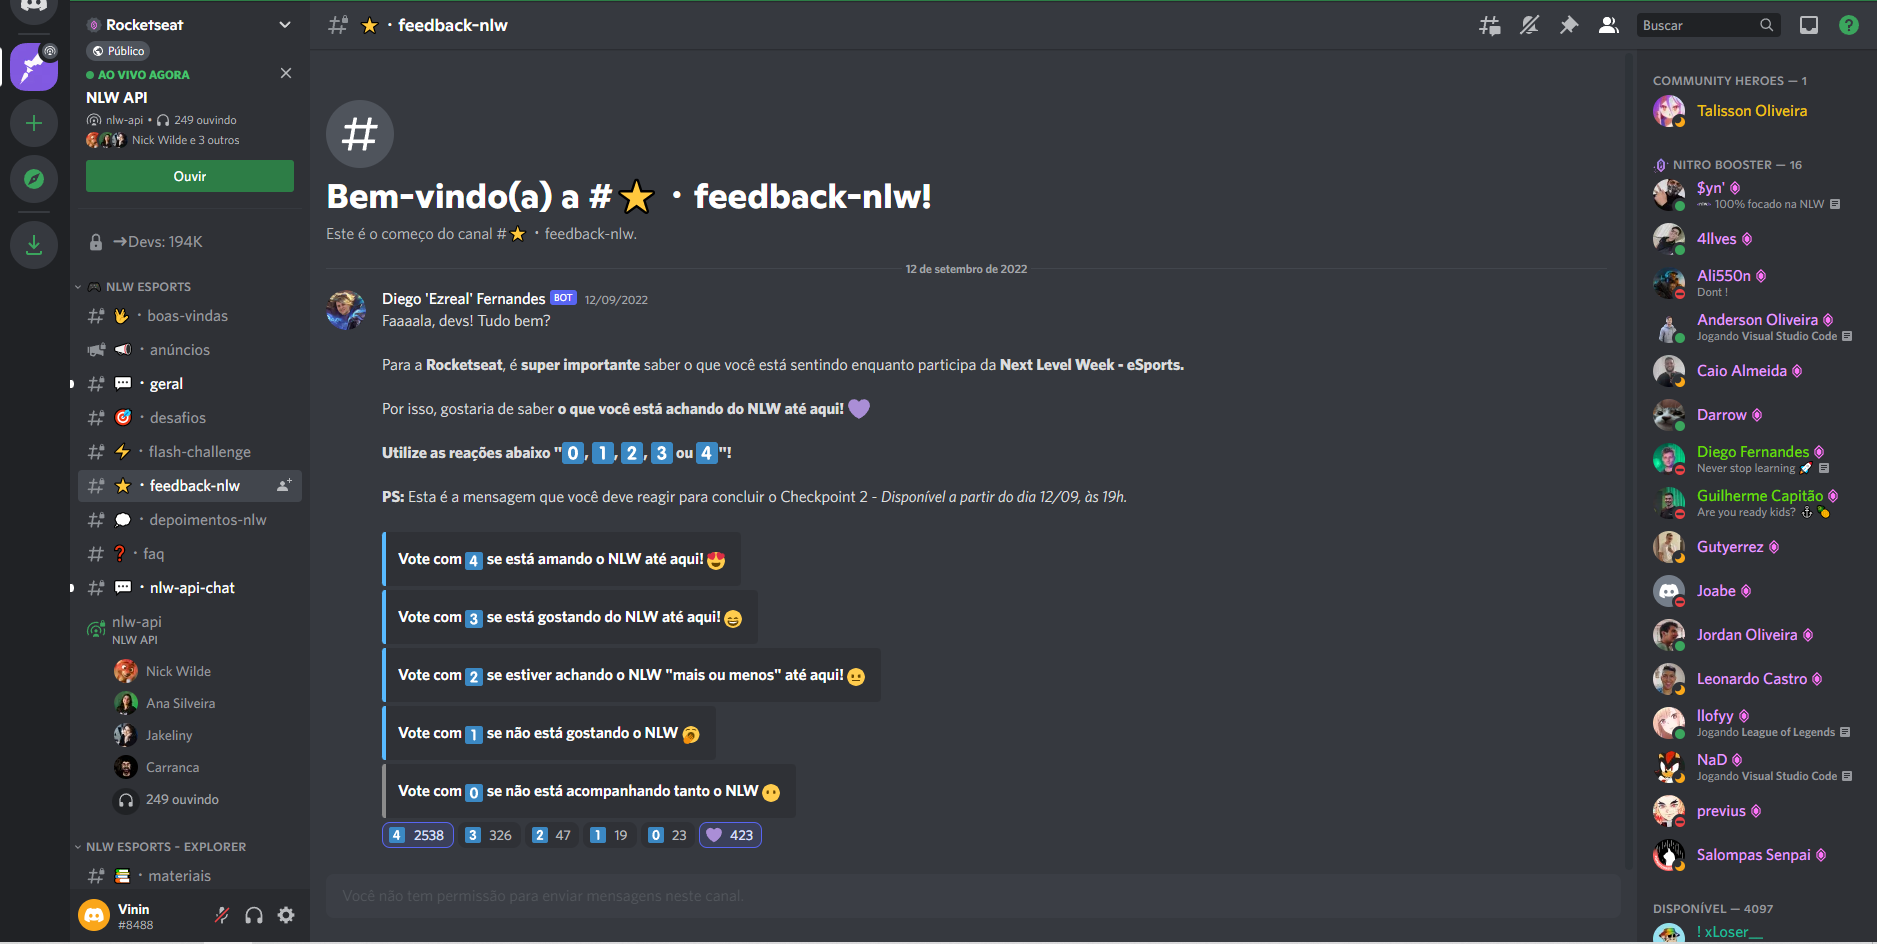 Rocketseat
Público
AO VIVO AGORA
NLW API
nlw-api • 249 ouvindo
Nick Wilde e 3 outros
Ouvir
→Devs: 194K
NLW ESPORTS
boas-vindas
anúncios
geral
desafios
flash-challenge
feedback-nlw
depoimentos-nlw
faq
nlw-api-chat
nlw-api
NLW API
Nick Wilde
Ana Silveira
Jakeliny
Carranca
249 ouvindo
NLW ESPORTS - EXPLORER
materiais
Vinin
#8488
⭐・feedback-nlw
Buscar
Bem-vindo(a) a #⭐・feedback-nlw!
Este é o começo do canal #⭐・feedback-nlw.
12 de setembro de 2022
Diego 'Ezreal' Fernandes BOT 12/09/2022
Faaaala, devs! Tudo bem?
Para a Rocketseat, é super importante saber o que você está sentindo enquanto participa da Next Level Week - eSports.
Por isso, gostaria de saber o que você está achando do NLW até aqui! 💜
Utilize as reações abaixo "0, 1, 2, 3 ou 4"!
PS: Esta é a mensagem que você deve reagir para concluir o Checkpoint 2 - Disponível a partir do dia 12/09, às 19h.
Vote com 4 se está amando o NLW até aqui! 😍
Vote com 3 se está gostando do NLW até aqui! 😄
Vote com 2 se estiver achando o NLW "mais ou menos" até aqui! 😐
Vote com 1 se não está gostando o NLW 🥱
Vote com 0 se não está acompanhando tanto o NLW 😶
4 2538 3 326 2 47 1 19 0 23 💜 423
Você não tem permissão para enviar mensagens neste canal.
COMMUNITY HEROES — 1
Talisson Oliveira
NITRO BOOSTER — 16
$yn'
100% focado na NLW
4llves
Ali550n
Dont !
Anderson Oliveira
Jogando Visual Studio Code
Caio Almeida
Darrow
Diego Fernandes
Never stop learning 🚀
Guilherme Capitão
Are you ready kids? ⚓🍍
Gutyerrez
Joabe
Jordan Oliveira
Leonardo Castro
llofyy
Jogando League of Legends
NaD
Jogando Visual Studio Code
previus
Salompas Senpai
DISPONÍVEL — 4097
! xLoser__